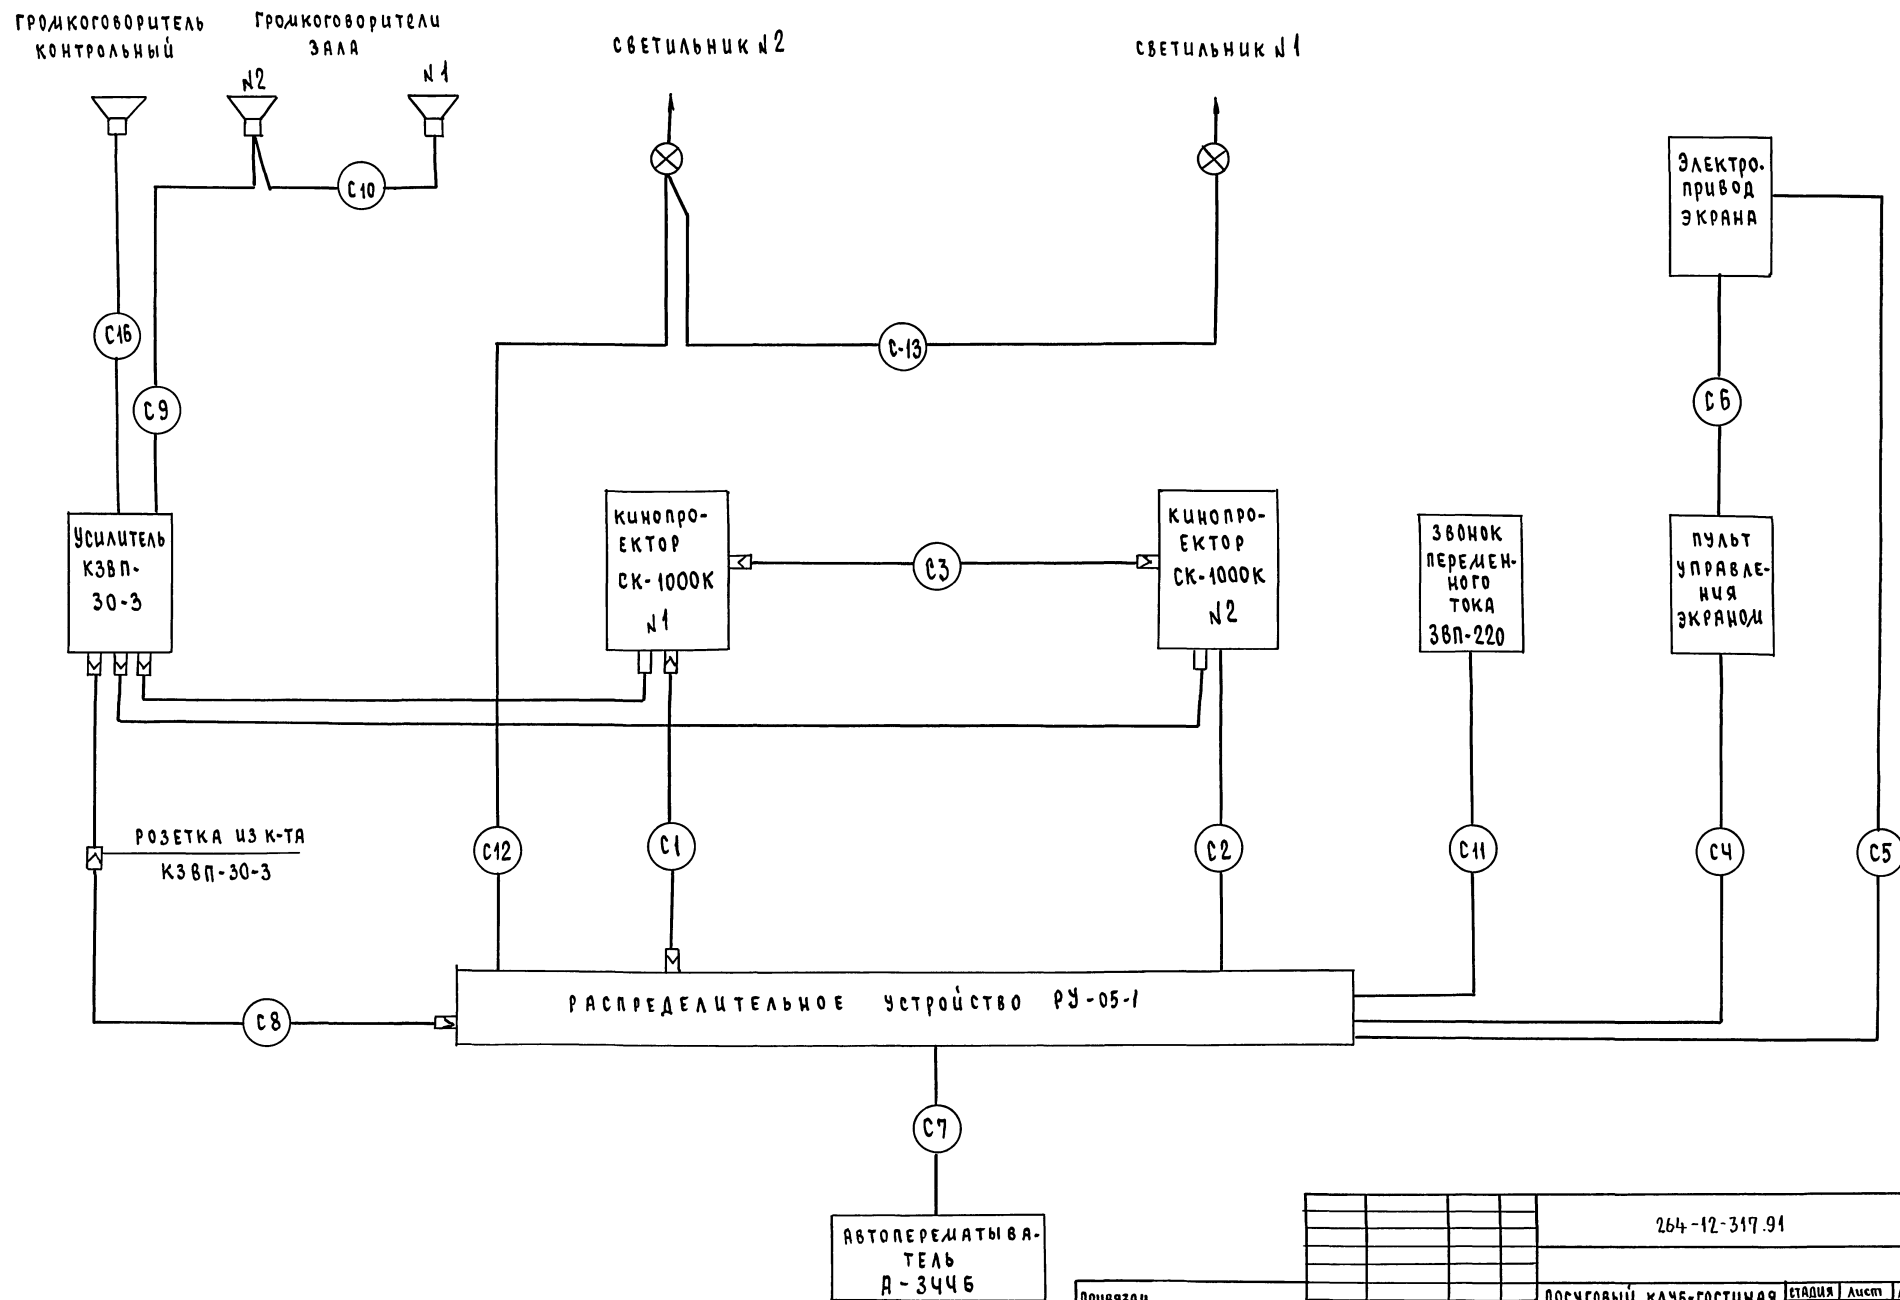 ГРОМКОГОВОРИТЕЛЬ
КОНТРОЛЬНЫЙ
ГРОМКОГОВОРИТЕЛИ
ЗАЛА
N2
N1
СВЕТИЛЬНИК N2
СВЕТИЛЬНИК N1
ЭЛЕКТРО-
ПРИВОД
ЭКРАНА
С10
С16
С9
С-13
С6
УСИЛИТЕЛЬ
КЗВП-
30-3
КИНОПРО-
ЕКТОР
СК-1000К
N1
С3
КИНОПРО-
ЕКТОР
СК-1000К
N2
ЗВОНОК
ПЕРЕМЕН-
НОГО
ТОКА
ЗВП-220
ПУЛЬТ
УПРАВЛЕ-
НИЯ
ЭКРАНОМ
РОЗЕТКА ИЗ К-ТА
КЗВП-30-3
С12
С1
С2
С11
С4
С5
С8
РАСПРЕДЕЛИТЕЛЬНОЕ УСТРОЙСТВО РУ-05-1
С7
АВТОПЕРЕМАТЫВА-
ТЕЛЬ
А-3446
264-12-317.91
ПРИВЯЗАН
ДОСУГОВЫЙ КЛУБ-ГОСТИНАЯ
СТАДИЯ
ЛИСТ